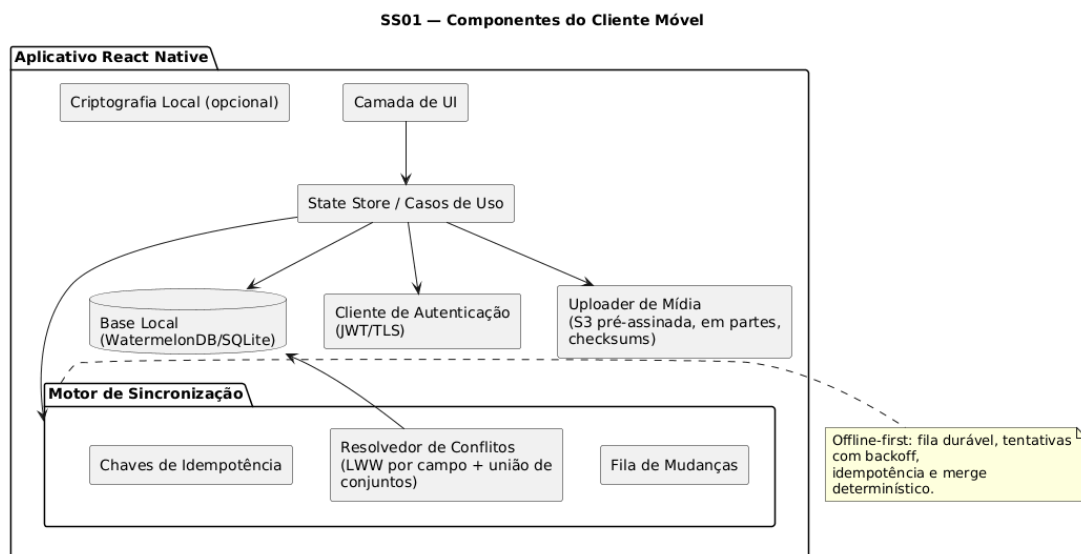 SS01 — Componentes do Cliente Móvel
Aplicativo React Native
Criptografia Local (opcional)
Camada de UI
State Store / Casos de Uso
Base Local
(WatermelonDB/SQLite)
Cliente de Autenticação
(JWT/TLS)
Uploader de Mídia
(S3 pré-assinada, em partes,
checksums)
Motor de Sincronização
Chaves de Idempotência
Resolvedor de Conflitos
(LWW por campo + união de
conjuntos)
Fila de Mudanças
Offline-first: fila durável, tentativas
com backoff,
idempotência e merge
determinístico.